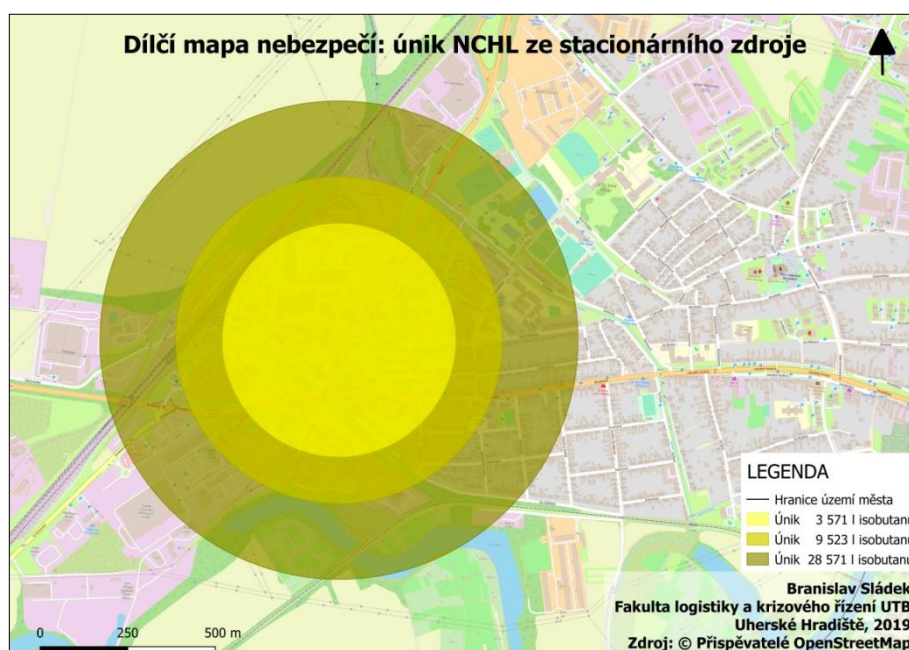 Dílčí mapa nebezpečí: únik NCHL ze stacionárního zdroje
LEGENDA
Hranice území města
Únik 3 571 l isobutanu
Únik 9 523 l isobutanu
Únik 28 571 l isobutanu
Branislav Sládek
Fakulta logistiky a krizového řízení UTB
Uherské Hradiště, 2019
Zdroj: © Přispěvatelé OpenStreetMap
0 250 500 m